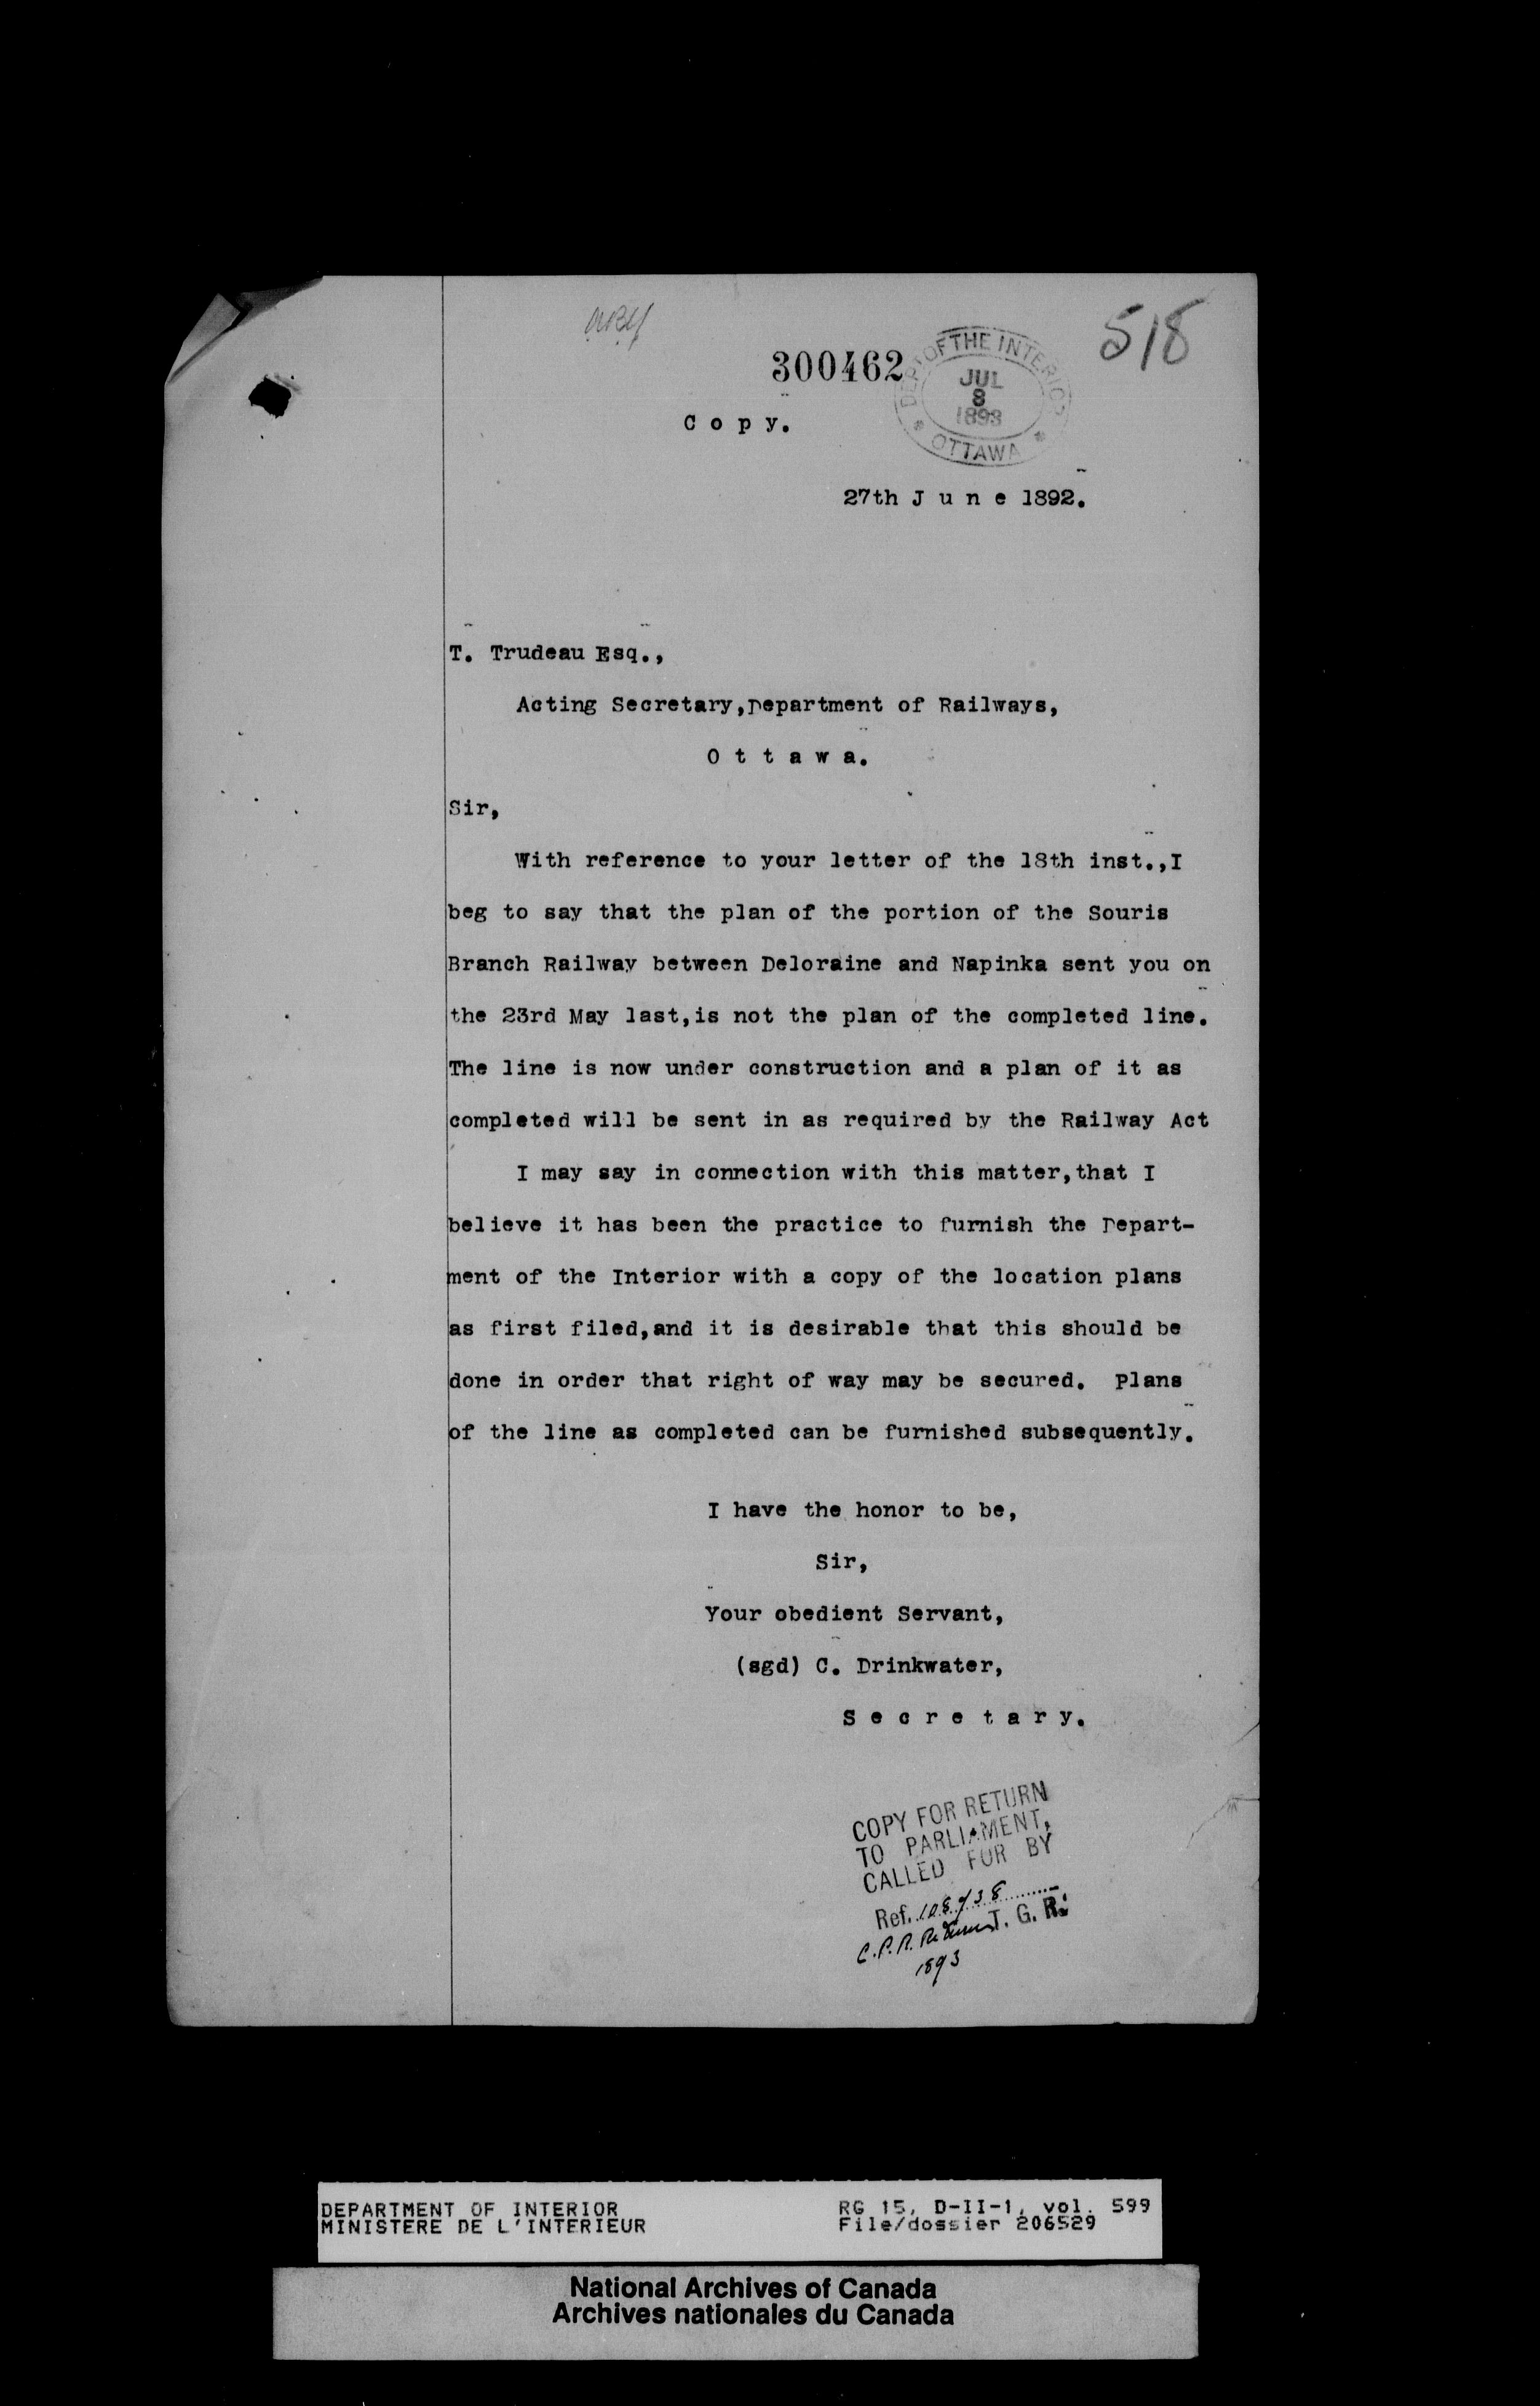 518
300462
DEPT OF THE INTERIOR
JUL
8
1893
* OTTAWA *
C o p y.
27th J u n e 1892.
T. Trudeau Esq.,
Acting Secretary,Department of Railways,
O t t a w a.
Sir,
With reference to your letter of the 18th inst.,I
beg to say that the plan of the portion of the Souris
Branch Railway between Deloraine and Napinka sent you on
the 23rd May last,is not the plan of the completed line.
The line is now under construction and a plan of it as
completed will be sent in as required by the Railway Act
I may say in connection with this matter,that I
believe it has been the practice to furnish the Depart-
ment of the Interior with a copy of the location plans
as first filed,and it is desirable that this should be
done in order that right of way may be secured. Plans
of the line as completed can be furnished subsequently.
I have the honor to be,
Sir,
Your obedient Servant,
(sgd) C. Drinkwater,
S e c r e t a r y.
COPY FOR RETURN
TO PARLIAMENT,
CALLED FOR BY
Ref.
C.P.R. Return T. G. R.
1893
DEPARTMENT OF INTERIOR
MINISTERE DE L'INTERIEUR
RG 15, D-II-1, vol. 599
File/dossier 206529
National Archives of Canada
Archives nationales du Canada